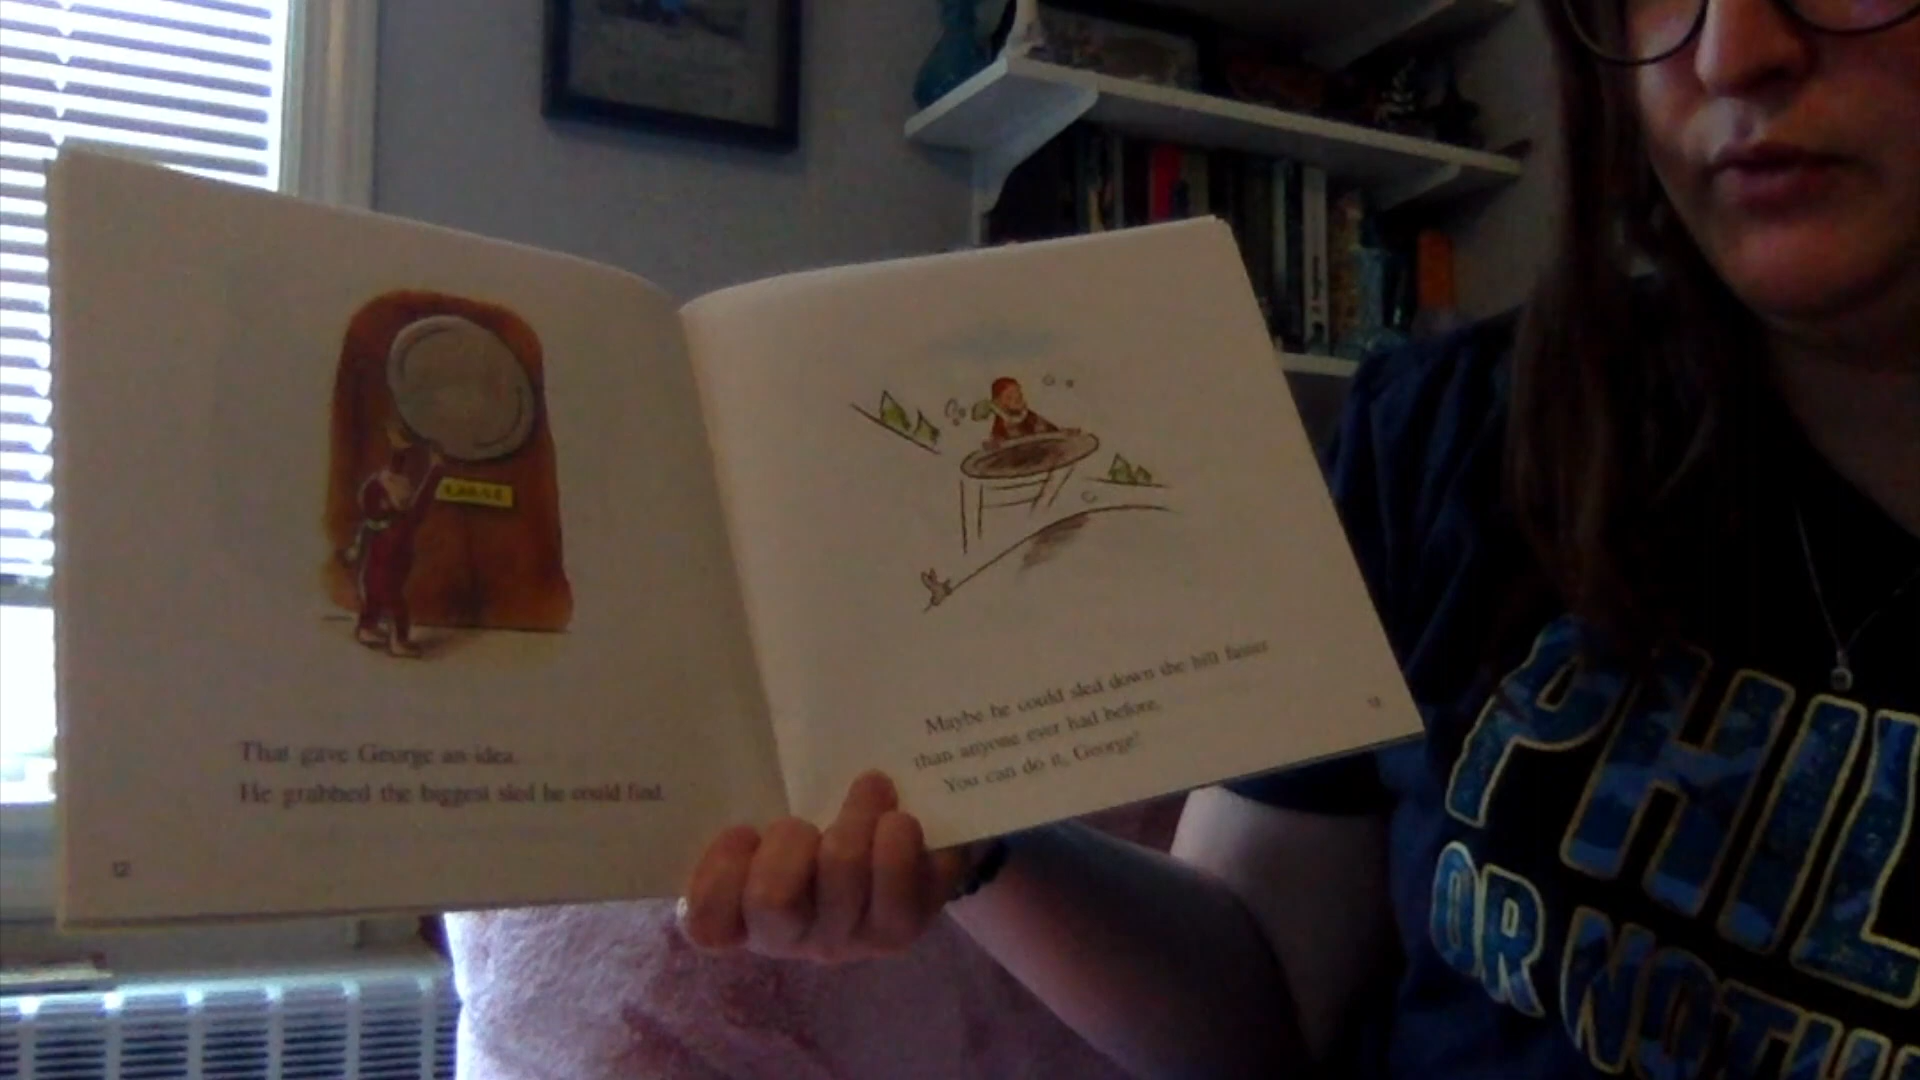 That gave George an idea.
He grabbed the biggest sled he could find.
12
Maybe he could sled down the hill faster
than anyone ever had before.
You can do it, George!
PHIL
OR NOTH